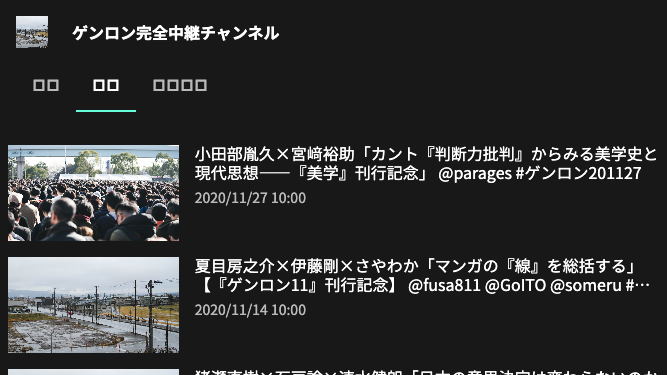 ゲンロン完全中継チャンネル
小田部胤久×宮﨑裕助「カント『判断力批判』からみる美学史と
現代思想——『美学』刊行記念」 @parages #ゲンロン201127
2020/11/27 10:00
夏目房之介×伊藤剛×さやわか「マンガの『線』を総括する」
【『ゲンロン11』刊行記念】 @fusa811 @GoITO @someru #…
2020/11/14 10:00